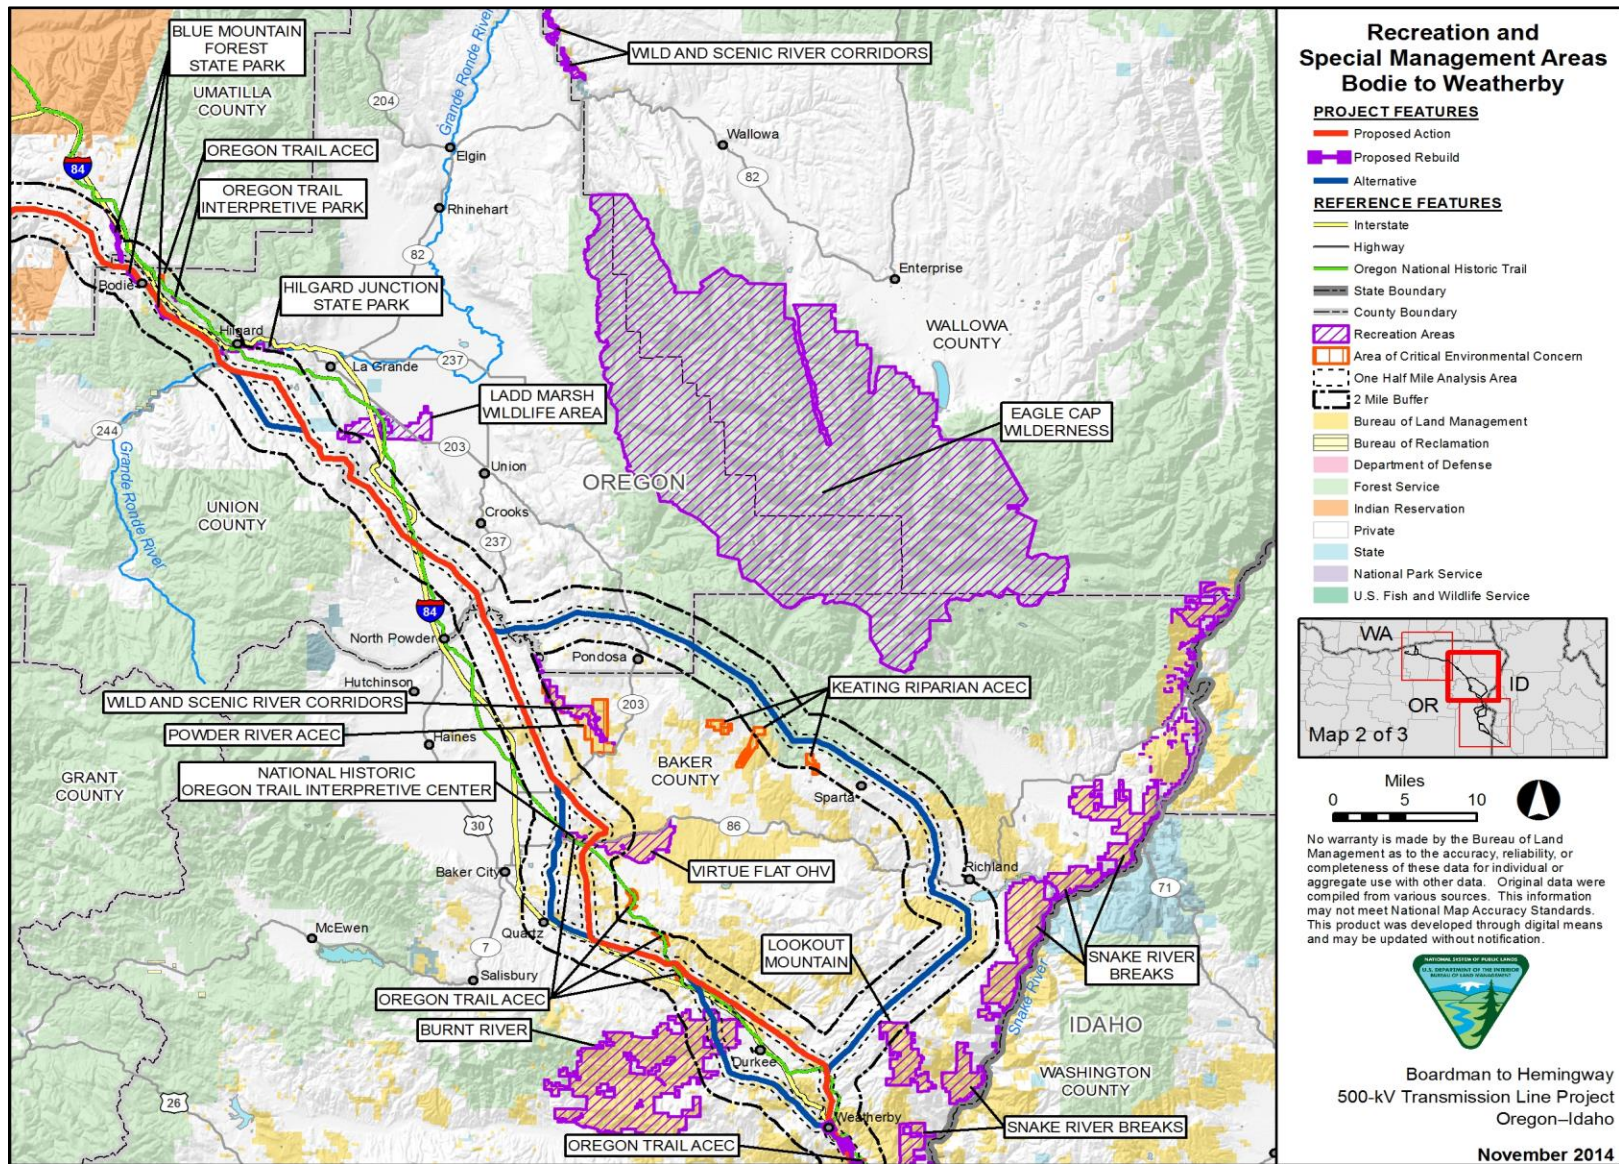 BLUE MOUNTAIN
FOREST
STATE PARK
UMATILLA
COUNTY
204
Grande Ronde River
WILD AND SCENIC RIVER CORRIDORS
Wallowa
82
Elgin
OREGON TRAIL ACEC
84
OREGON TRAIL
INTERPRETIVE PARK
Rhinehart
82
Enterprise
Bodie
HILGARD JUNCTION
STATE PARK
WALLOWA
COUNTY
Hilgard
La Grande
237
LADD MARSH
WILDLIFE AREA
EAGLE CAP
WILDERNESS
244
Grande Ronde River
203
Union
OREGON
UNION
COUNTY
Crooks
237
84
North Powder
Pondosa
Hutchinson
WILD AND SCENIC RIVER CORRIDORS
203
KEATING RIPARIAN ACEC
POWDER RIVER ACEC
Haines
BAKER
COUNTY
GRANT
COUNTY
NATIONAL HISTORIC
OREGON TRAIL INTERPRETIVE CENTER
Sparta
30
86
Baker City
VIRTUE FLAT OHV
Richland
71
McEwen
Quartz
7
LOOKOUT
MOUNTAIN
SNAKE RIVER
BREAKS
Salisbury
OREGON TRAIL ACEC
Snake River
BURNT RIVER
IDAHO
Durkee
WASHINGTON
COUNTY
26
Weatherby
SNAKE RIVER BREAKS
OREGON TRAIL ACEC
Recreation and
Special Management Areas
Bodie to Weatherby
PROJECT FEATURES
Proposed Action
Proposed Rebuild
Alternative
REFERENCE FEATURES
Interstate
Highway
Oregon National Historic Trail
State Boundary
County Boundary
Recreation Areas
Area of Critical Environmental Concern
One Half Mile Analysis Area
2 Mile Buffer
Bureau of Land Management
Bureau of Reclamation
Department of Defense
Forest Service
Indian Reservation
Private
State
National Park Service
U.S. Fish and Wildlife Service
WA
ID
OR
Map 2 of 3
Miles
0 5 10
No warranty is made by the Bureau of Land
Management as to the accuracy, reliability, or
completeness of these data for individual or
aggregate use with other data. Original data were
compiled from various sources. This information
may not meet National Map Accuracy Standards.
This product was developed through digital means
and may be updated without notification.
NATIONAL SYSTEM OF PUBLIC LANDS
U.S. DEPARTMENT OF THE INTERIOR
BUREAU OF LAND MANAGEMENT
Boardman to Hemingway
500-kV Transmission Line Project
Oregon–Idaho
November 2014